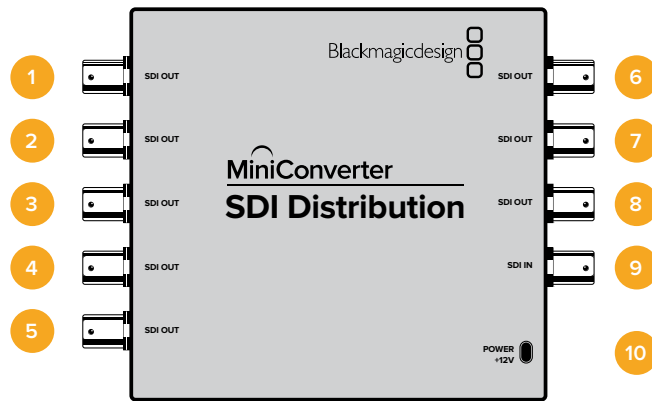 Blackmagicdesign
1 SDI OUT SDI OUT 6
2 SDI OUT SDI OUT 7
MiniConverter
3 SDI OUT SDI Distribution SDI OUT 8
4 SDI OUT SDI IN 9
5 SDI OUT
POWER
+12V 10